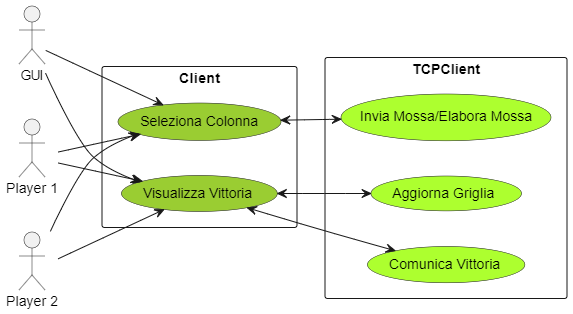 GUI
Player 1
Player 2
Client
Seleziona Colonna
Visualizza Vittoria
TCPClient
Invia Mossa/Elabora Mossa
Aggiorna Griglia
Comunica Vittoria